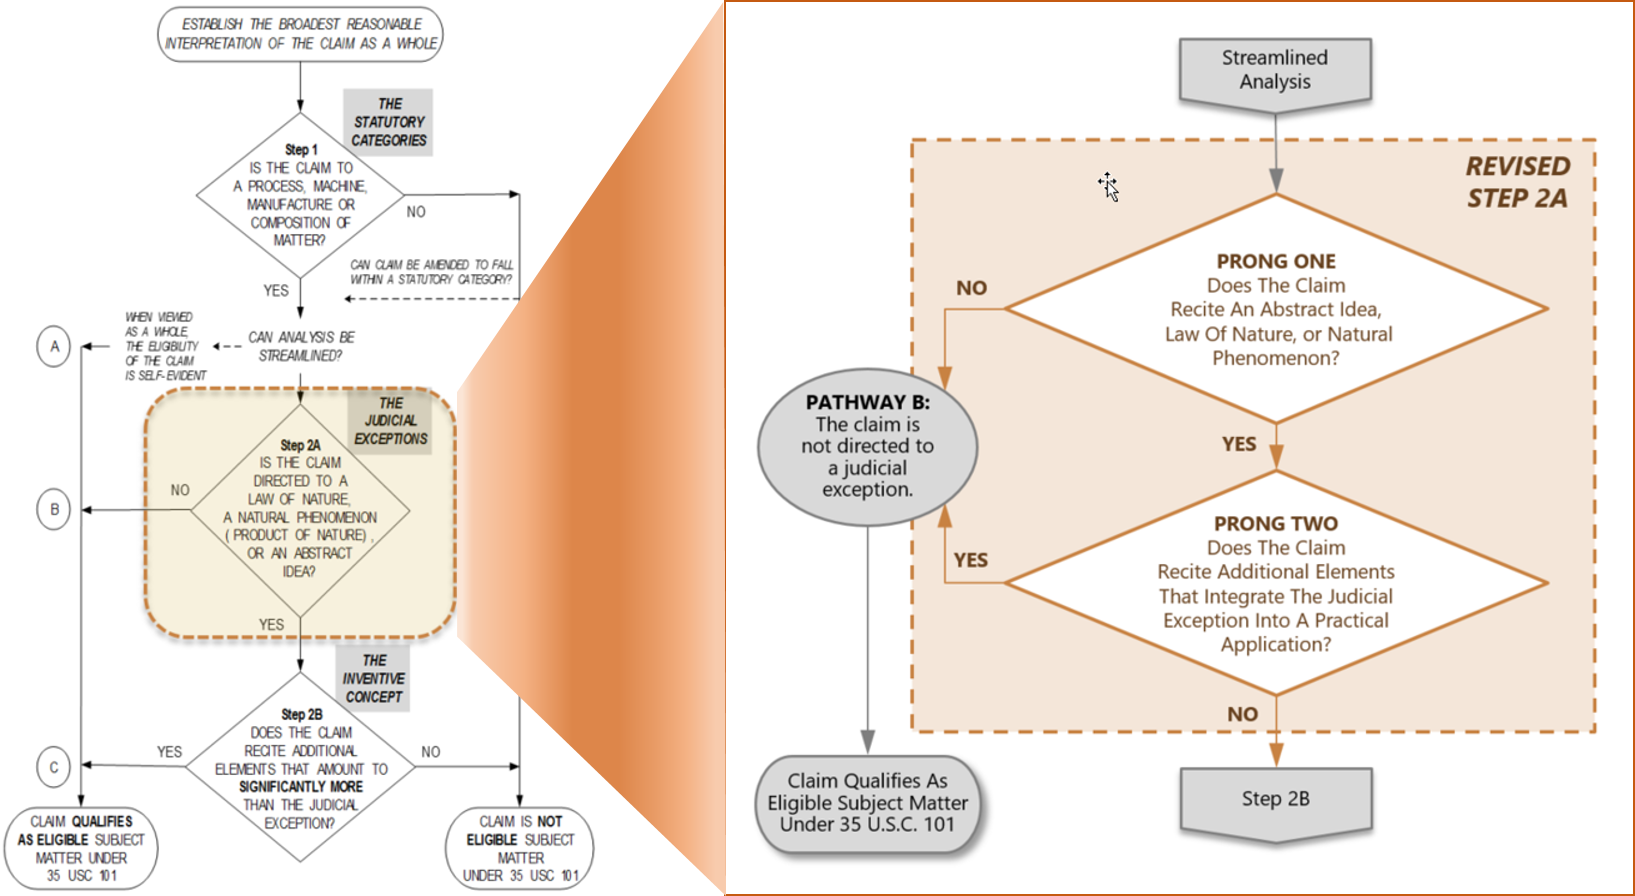 ESTABLISH THE BROADEST REASONABLE
INTERPRETATION OF THE CLAIM AS A WHOLE
THE
STATUTORY
CATEGORIES
Step 1
IS THE CLAIM TO
A PROCESS, MACHINE,
MANUFACTURE OR
COMPOSITION OF
MATTER?
NO
YES
CAN CLAIM BE AMENDED TO FALL
WITHIN A STATUTORY CATEGORY?
CAN ANALYSIS BE
STREAMLINED?
WHEN VIEWED
AS A WHOLE,
THE ELIGIBILITY
OF THE CLAIM
IS SELF-EVIDENT
A
THE
JUDICIAL
EXCEPTIONS
Step 2A
IS THE CLAIM
DIRECTED TO A
LAW OF NATURE,
A NATURAL PHENOMENON
( PRODUCT OF NATURE) ,
OR AN ABSTRACT
IDEA?
NO
B
YES
THE
INVENTIVE
CONCEPT
Step 2B
DOES THE CLAIM
RECITE ADDITIONAL
ELEMENTS THAT AMOUNT TO
SIGNIFICANTLY MORE
THAN THE JUDICIAL
EXCEPTION?
YES
NO
C
CLAIM QUALIFIES
AS ELIGIBLE SUBJECT
MATTER UNDER
35 USC 101
CLAIM IS NOT
ELIGIBLE SUBJECT
MATTER
UNDER 35 USC 101
Streamlined
Analysis
REVISED
STEP 2A
PRONG ONE
Does The Claim
Recite An Abstract Idea,
Law Of Nature, or Natural
Phenomenon?
NO
YES
PATHWAY B:
The claim is
not directed to
a judicial
exception.
PRONG TWO
Does The Claim
Recite Additional Elements
That Integrate The Judicial
Exception Into A Practical
Application?
YES
NO
Claim Qualifies As
Eligible Subject Matter
Under 35 U.S.C. 101
Step 2B